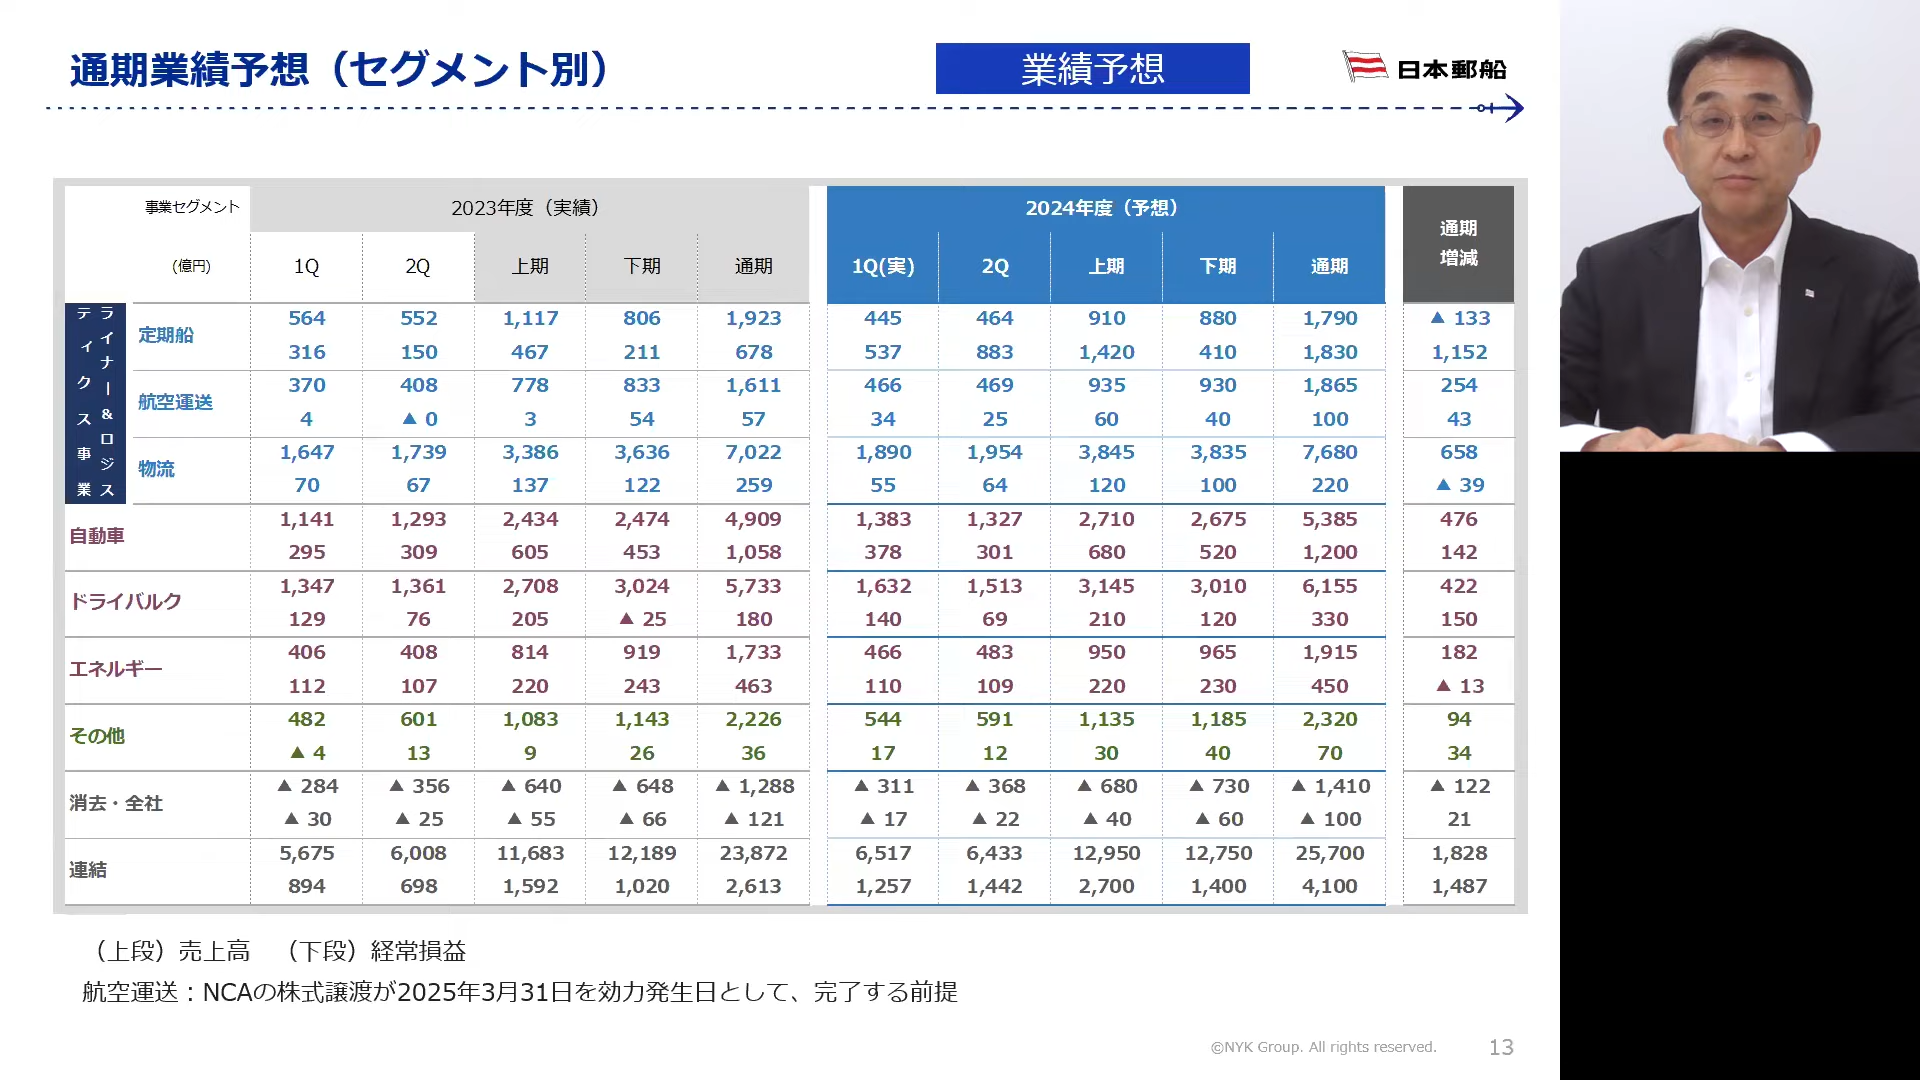 通期業績予想（セグメント別）
業績予想
日本郵船
事業セグメント 2023年度（実績） 2024年度（予想） 通期増減
(億円) 1Q 2Q 上期 下期 通期 1Q(実) 2Q 上期 下期 通期
ライナー&ロジスティクス事業
定期船
564 552 1,117 806 1,923 445 464 910 880 1,790 ▲ 133
316 150 467 211 678 537 883 1,420 410 1,830 1,152
航空運送
370 408 778 833 1,611 466 469 935 930 1,865 254
4 ▲ 0 3 54 57 34 25 60 40 100 43
物流
1,647 1,739 3,386 3,636 7,022 1,890 1,954 3,845 3,835 7,680 658
70 67 137 122 259 55 64 120 100 220 ▲ 39
自動車
1,141 1,293 2,434 2,474 4,909 1,383 1,327 2,710 2,675 5,385 476
295 309 605 453 1,058 378 301 680 520 1,200 142
ドライバルク
1,347 1,361 2,708 3,024 5,733 1,632 1,513 3,145 3,010 6,155 422
129 76 205 ▲ 25 180 140 69 210 120 330 150
エネルギー
406 408 814 919 1,733 466 483 950 965 1,915 182
112 107 220 243 463 110 109 220 230 450 ▲ 13
その他
482 601 1,083 1,143 2,226 544 591 1,135 1,185 2,320 94
▲ 4 13 9 26 36 17 12 30 40 70 34
消去・全社
▲ 284 ▲ 356 ▲ 640 ▲ 648 ▲ 1,288 ▲ 311 ▲ 368 ▲ 680 ▲ 730 ▲ 1,410 ▲ 122
▲ 30 ▲ 25 ▲ 55 ▲ 66 ▲ 121 ▲ 17 ▲ 22 ▲ 40 ▲ 60 ▲ 100 21
連結
5,675 6,008 11,683 12,189 23,872 6,517 6,433 12,950 12,750 25,700 1,828
894 698 1,592 1,020 2,613 1,257 1,442 2,700 1,400 4,100 1,487
（上段）売上高 （下段）経常損益
航空運送：NCAの株式譲渡が2025年3月31日を効力発生日として、完了する前提
©NYK Group. All rights reserved. 13